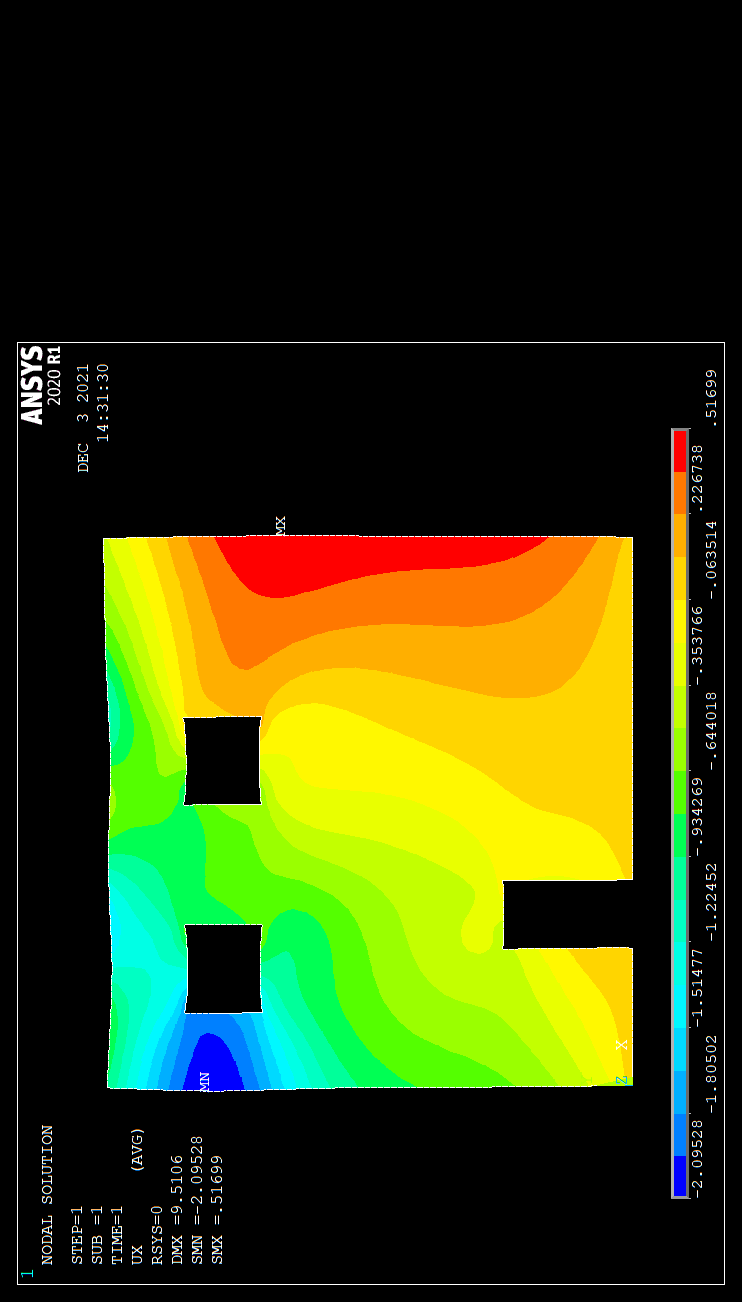 1
NODAL SOLUTION
STEP=1
SUB =1
TIME=1
UX (AVG)
RSYS=0
DMX =9.5106
SMN =-2.09528
SMX =.51699
ANSYS
2020 R1
DEC 3 2021
14:31:30
MN
MX
Z
X
-2.09528
-1.80502
-1.51477
-1.22452
-.934269
-.644018
-.353766
-.063514
.226738
.51699